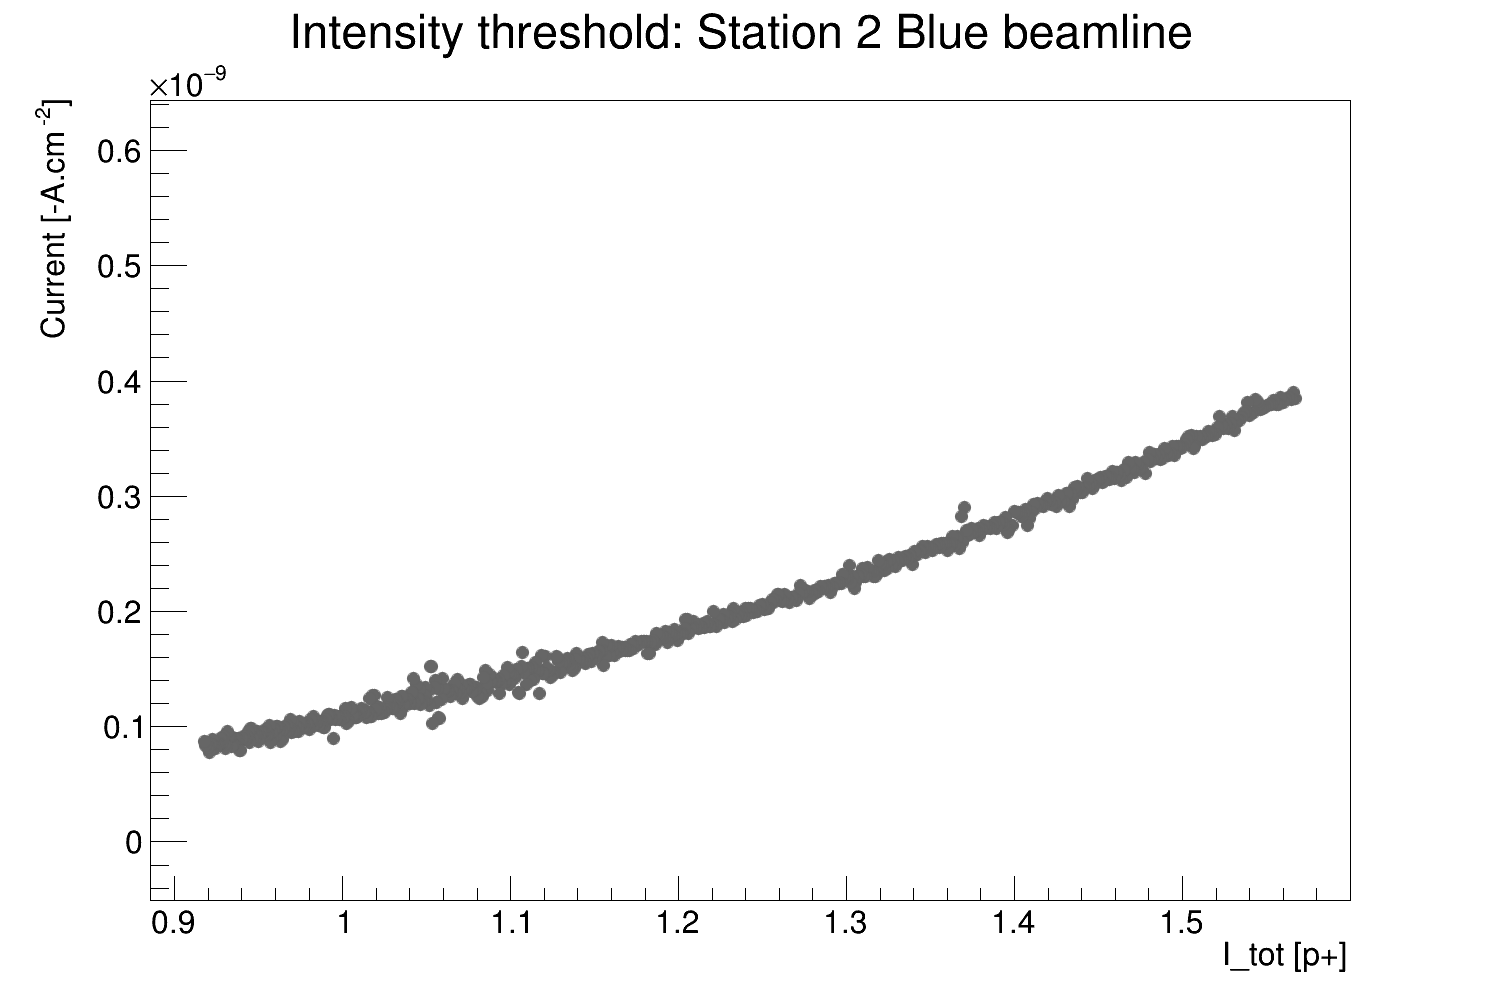 Intensity threshold: Station 2 Blue beamline
×10⁻⁹
Current [-A.cm⁻²]
0.6
0.5
0.4
0.3
0.2
0.1
0
0.9 1 1.1 1.2 1.3 1.4 1.5
I_tot [p+]